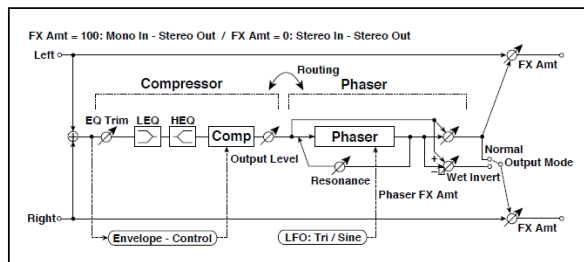 FX Amt = 100: Mono In - Stereo Out / FX Amt = 0: Stereo In - Stereo Out
Left
FX Amt
Routing
Compressor
Phaser
EQ Trim
LEQ
HEQ
Comp
Phaser
Normal
Output Mode
Output Level
+
−
Wet Invert
Resonance
Phaser FX Amt
Right
FX Amt
Envelope - Control
LFO: Tri / Sine